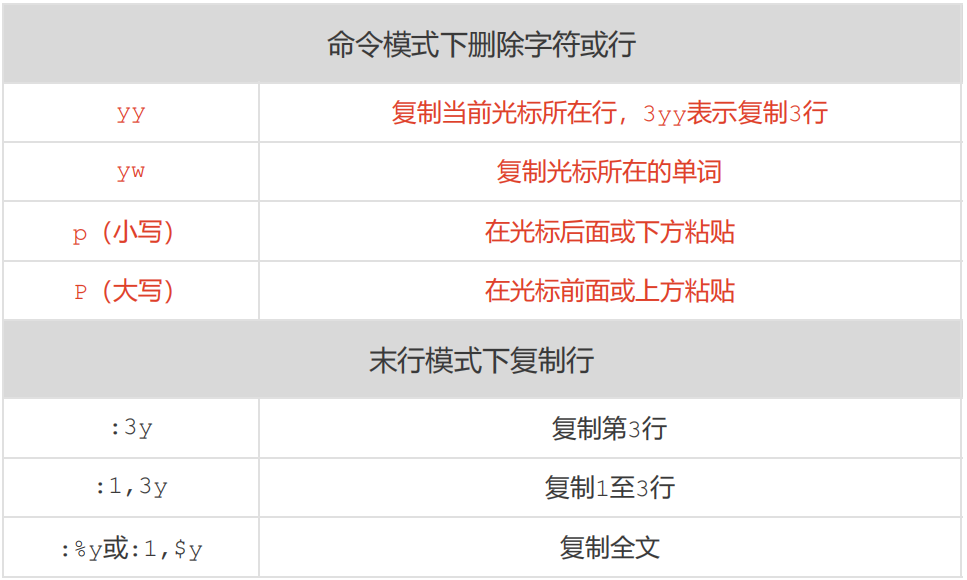 命令模式下删除字符或行
yy 复制当前光标所在行，3yy表示复制3行
yw 复制光标所在的单词
p（小写） 在光标后面或下方粘贴
P（大写） 在光标前面或上方粘贴
末行模式下复制行
:3y 复制第3行
:1,3y 复制1至3行
:%y或:1,$y 复制全文